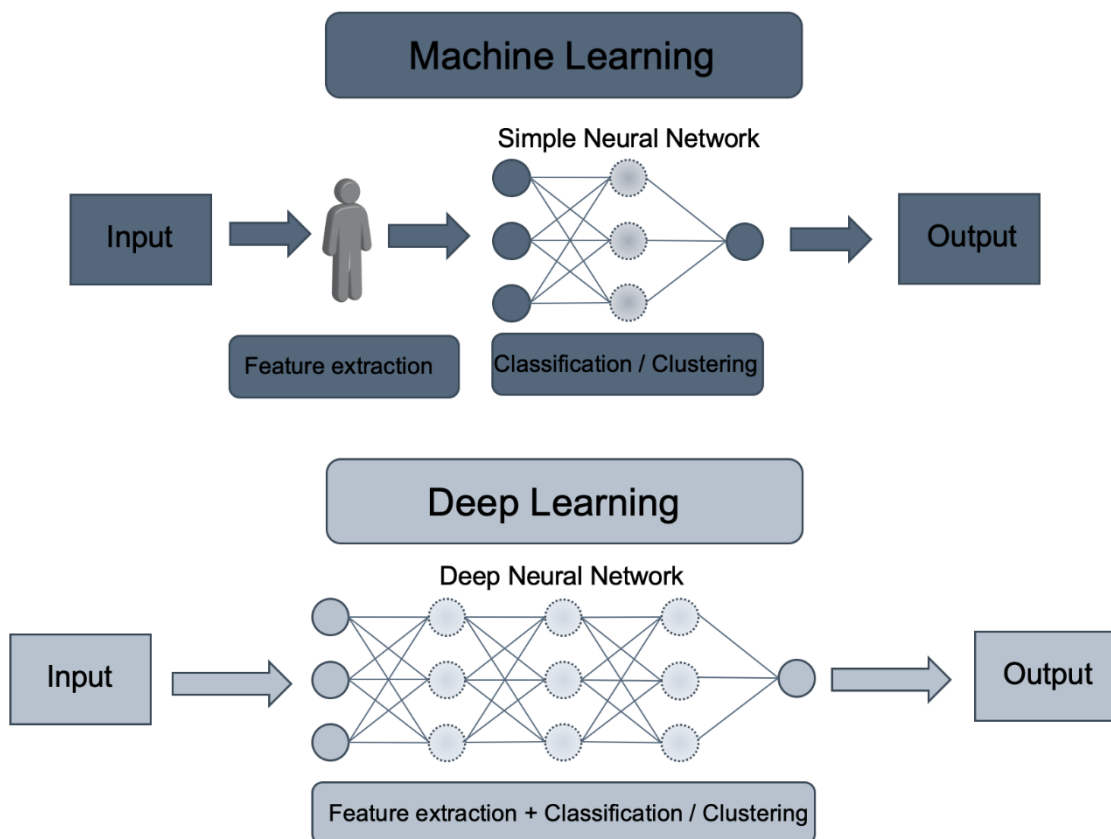 Machine Learning
Simple Neural Network
Input
Output
Feature extraction
Classification / Clustering
Deep Learning
Deep Neural Network
Input
Output
Feature extraction + Classification / Clustering